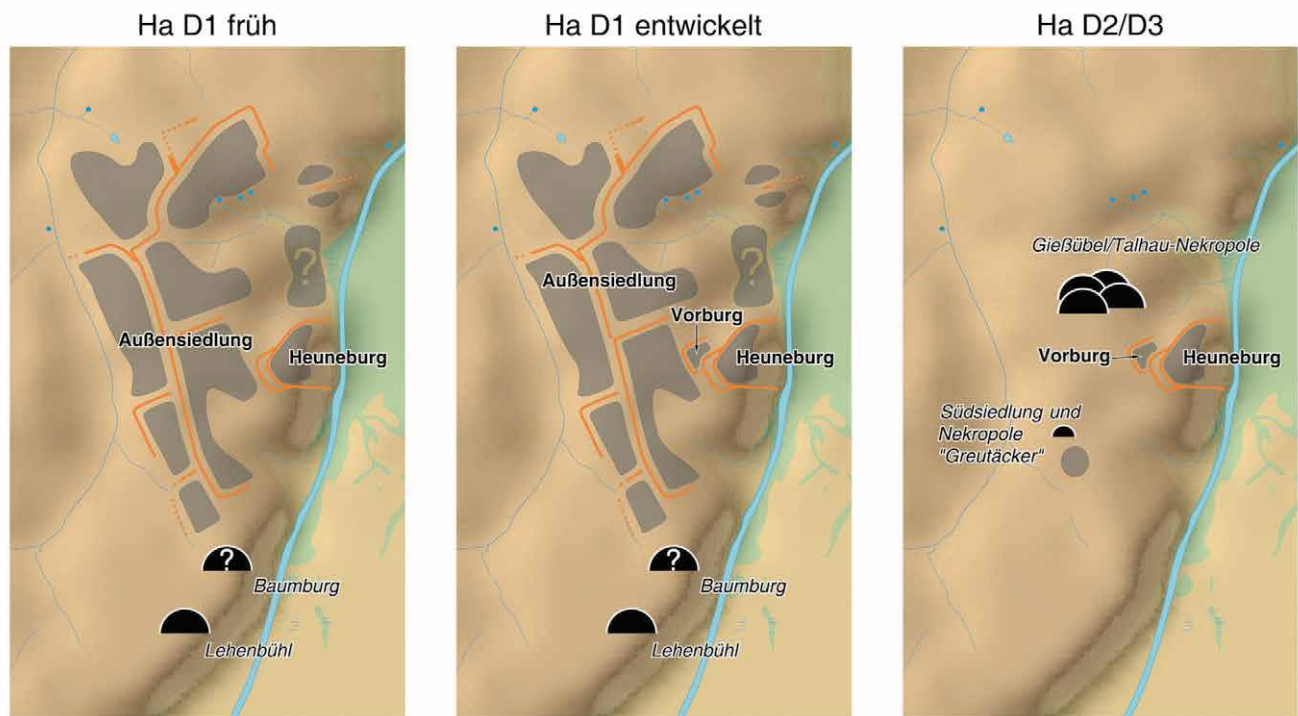 Ha D1 früh
Außensiedlung
Heuneburg
?
?
Baumburg
Lehenbühl
Ha D1 entwickelt
Außensiedlung
Vorburg
Heuneburg
?
?
Baumburg
Lehenbühl
Ha D2/D3
Gießübel/Talhau-Nekropole
Vorburg
Heuneburg
Südsiedlung und
Nekropole
"Greutäcker"